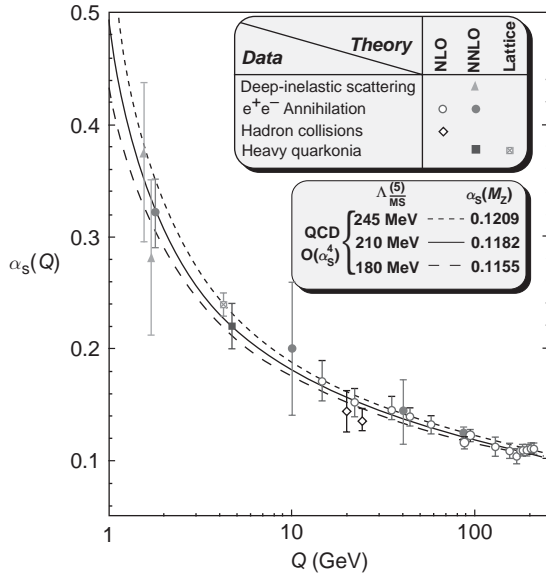 0.5
Theory
Data
NLO
NNLO
Lattice
Deep-inelastic scattering
e+e− Annihilation
Hadron collisions
Heavy quarkonia
0.4
Λ(5)MS αs(MZ)
QCD
O(αs4)
245 MeV 0.1209
210 MeV 0.1182
180 MeV 0.1155
0.3
αs(Q)
0.2
0.1
1 10 100
Q (GeV)